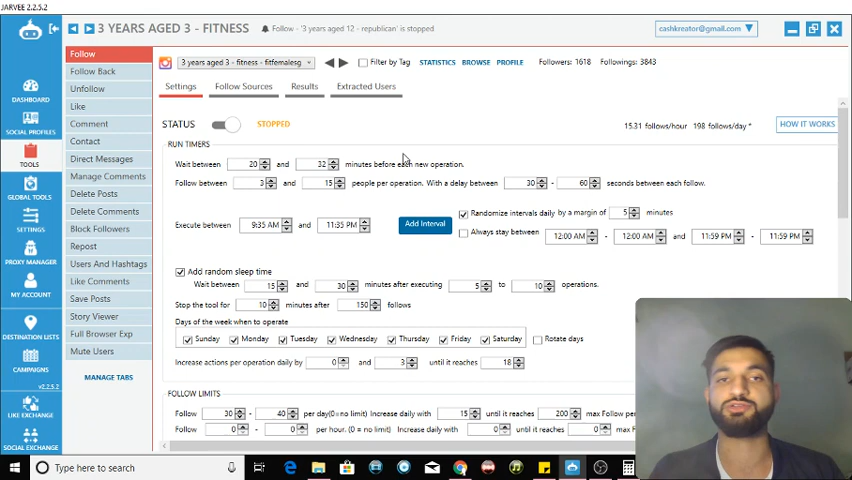 JARVEE 2.2.5.2
3 YEARS AGED 3 - FITNESS
Follow - '3 years aged 12 - republican' is stopped
cashkreator@gmail.com
3 years aged 3 - fitness - fitfemalesg
Filter by Tag
STATISTICS BROWSE PROFILE
Followers: 1618 Followings: 3843
Settings Follow Sources Results Extracted Users
STATUS STOPPED
15.31 follows/hour 198 follows/day *
HOW IT WORKS
RUN TIMERS
Wait between 20 and 32 minutes before each new operation.
Follow between 3 and 15 people per operation. With a delay between 30 - 60 seconds between each follow.
Execute between 9:35 AM and 11:35 PM
Add Interval
Randomize intervals daily by a margin of 5 minutes
Always stay between 12:00 AM - 12:00 AM and 11:59 PM - 11:59 PM
Add random sleep time
Wait between 15 and 30 minutes after executing 5 to 10 operations.
Stop the tool for 10 minutes after 150 follows
Days of the week when to operate
Sunday Monday Tuesday Wednesday Thursday Friday Saturday Rotate days
Increase actions per operation daily by 0 and 3 until it reaches 18
FOLLOW LIMITS
Follow 30 - 40 per day(0=no limit) Increase daily with 15 until it reaches 200 max Follow per
Follow 0 - 0 per hour. (0 = no limit) Increase daily with 0 until it reaches 0 max Fol
DASHBOARD
SOCIAL PROFILES
TOOLS
GLOBAL TOOLS
SETTINGS
PROXY MANAGER
MY ACCOUNT
DESTINATION LISTS
CAMPAIGNS
v2.2.5.2
LIKE EXCHANGE
SOCIAL EXCHANGE
Follow
Follow Back
Unfollow
Like
Comment
Contact
Direct Messages
Manage Comments
Delete Posts
Delete Comments
Block Followers
Repost
Users And Hashtags
Like Comments
Save Posts
Story Viewer
Full Browser Exp
Mute Users
MANAGE TABS
Type here to search